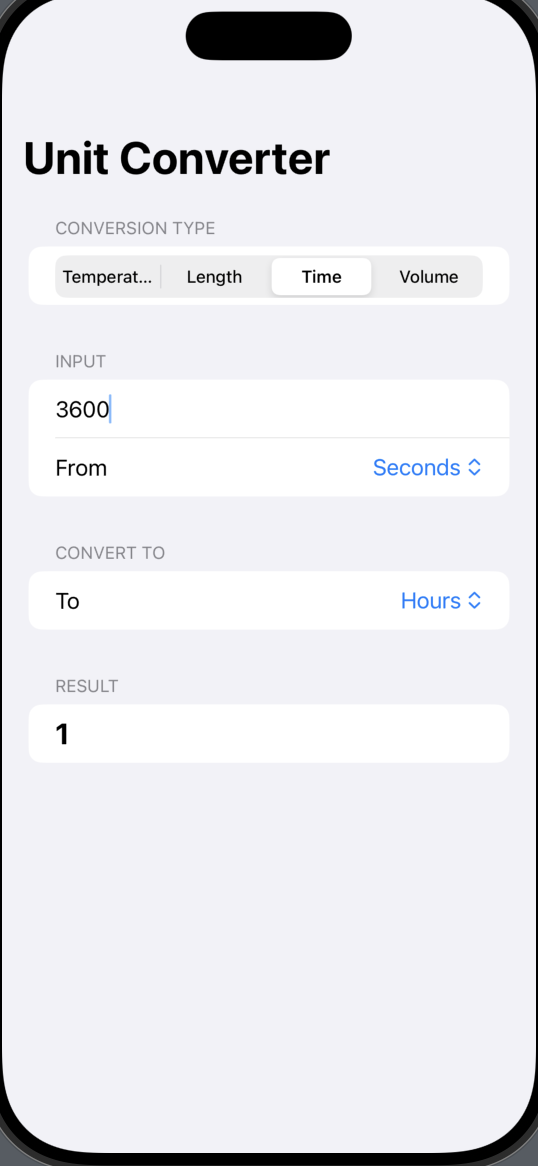 Unit Converter
CONVERSION TYPE
Temperat... Length Time Volume
INPUT
3600
From Seconds
CONVERT TO
To Hours
RESULT
1